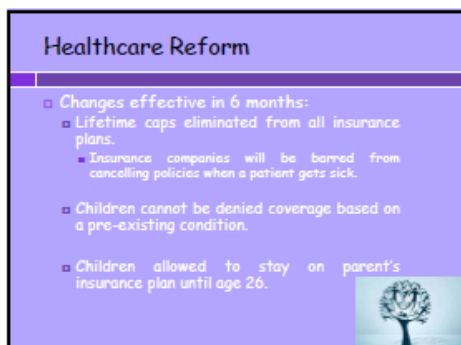 Healthcare Reform
Changes effective in 6 months:
Lifetime caps eliminated from all insurance
plans.
Insurance companies will be barred from
cancelling policies when a patient gets sick.
Children cannot be denied coverage based on
a pre-existing condition.
Children allowed to stay on parent's
insurance plan until age 26.